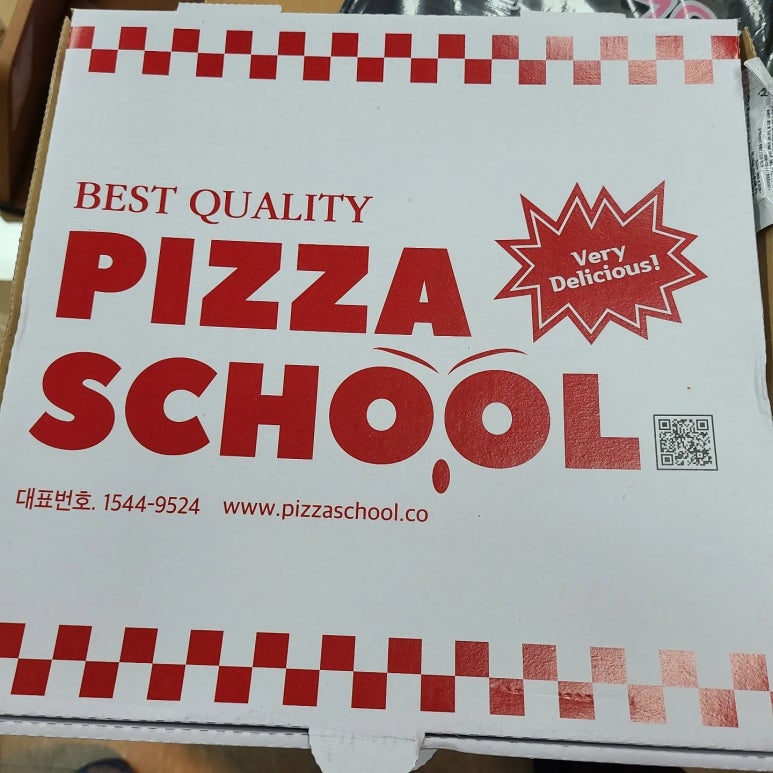 BEST QUALITY
PIZZA
SCHOOL
Very
Delicious!
대표번호. 1544-9524 www.pizzaschool.co